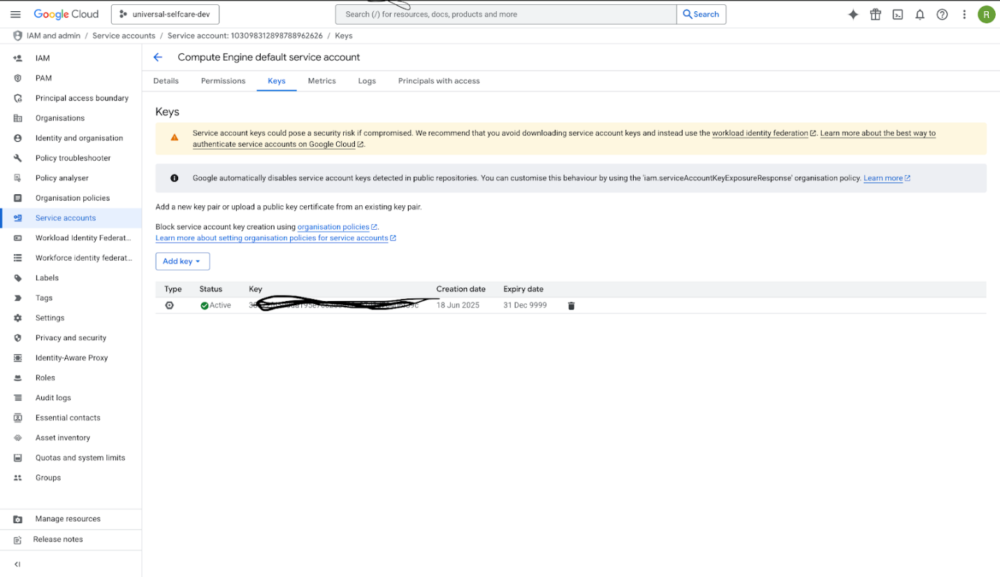 Google Cloud universal-selfcare-dev Search (/) for resources, docs, products and more Search R
IAM and admin / Service accounts / Service account: 103098312898788962626 / Keys
IAM
PAM
Principal access boundary
Organisations
Identity and organisation
Policy troubleshooter
Policy analyser
Organisation policies
Service accounts
Workload Identity Federat...
Workforce identity federat...
Labels
Tags
Settings
Privacy and security
Identity-Aware Proxy
Roles
Audit logs
Essential contacts
Asset inventory
Quotas and system limits
Groups
Manage resources
Release notes
Compute Engine default service account
Details Permissions Keys Metrics Logs Principals with access
Keys
Service account keys could pose a security risk if compromised. We recommend that you avoid downloading service account keys and instead use the workload identity federation. Learn more about the best way to
authenticate service accounts on Google Cloud.
Google automatically disables service account keys detected in public repositories. You can customise this behaviour by using the 'iam.serviceAccountKeyExposureResponse' organisation policy. Learn more
Add a new key pair or upload a public key certificate from an existing key pair.
Block service account key creation using organisation policies.
Learn more about setting organisation policies for service accounts
Add key
Type Status Key Creation date Expiry date
Active 18 Jun 2025 31 Dec 9999